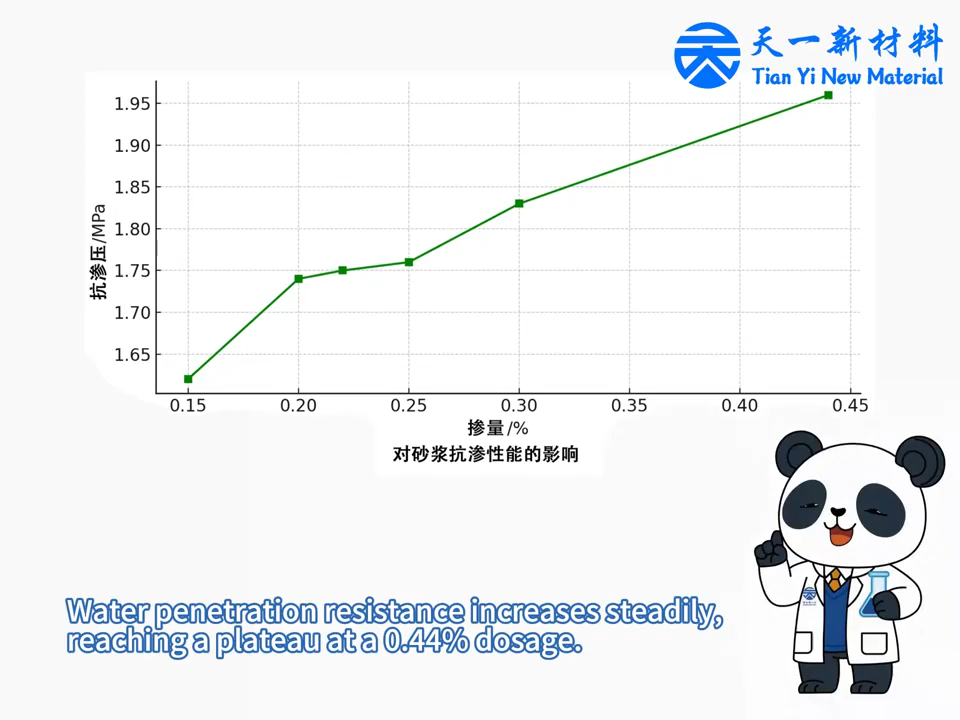 天一新材料
Tian Yi New Material
1.95
1.90
1.85
1.80
1.75
1.70
1.65
抗渗压/MPa
0.15 0.20 0.25 0.30 0.35 0.40 0.45
掺量/%
对砂浆抗渗性能的影响
Water penetration resistance increases steadily,
reaching a plateau at a 0.44% dosage.